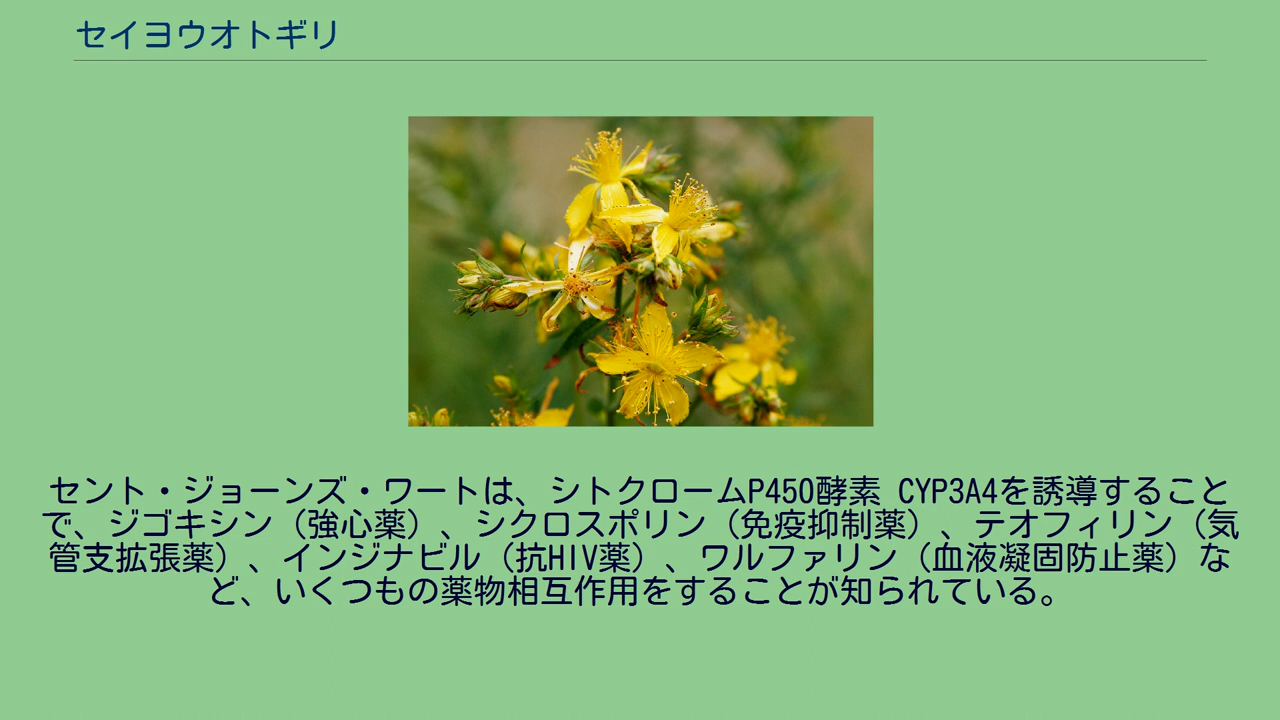 セイヨウオトギリ
セント・ジョーンズ・ワートは、シトクロームP450酵素 CYP3A4を誘導すること
で、ジゴキシン（強心薬）、シクロスポリン（免疫抑制薬）、テオフィリン（気
管支拡張薬）、インジナビル（抗HIV薬）、ワルファリン（血液凝固防止薬）な
ど、いくつもの薬物相互作用をすることが知られている。